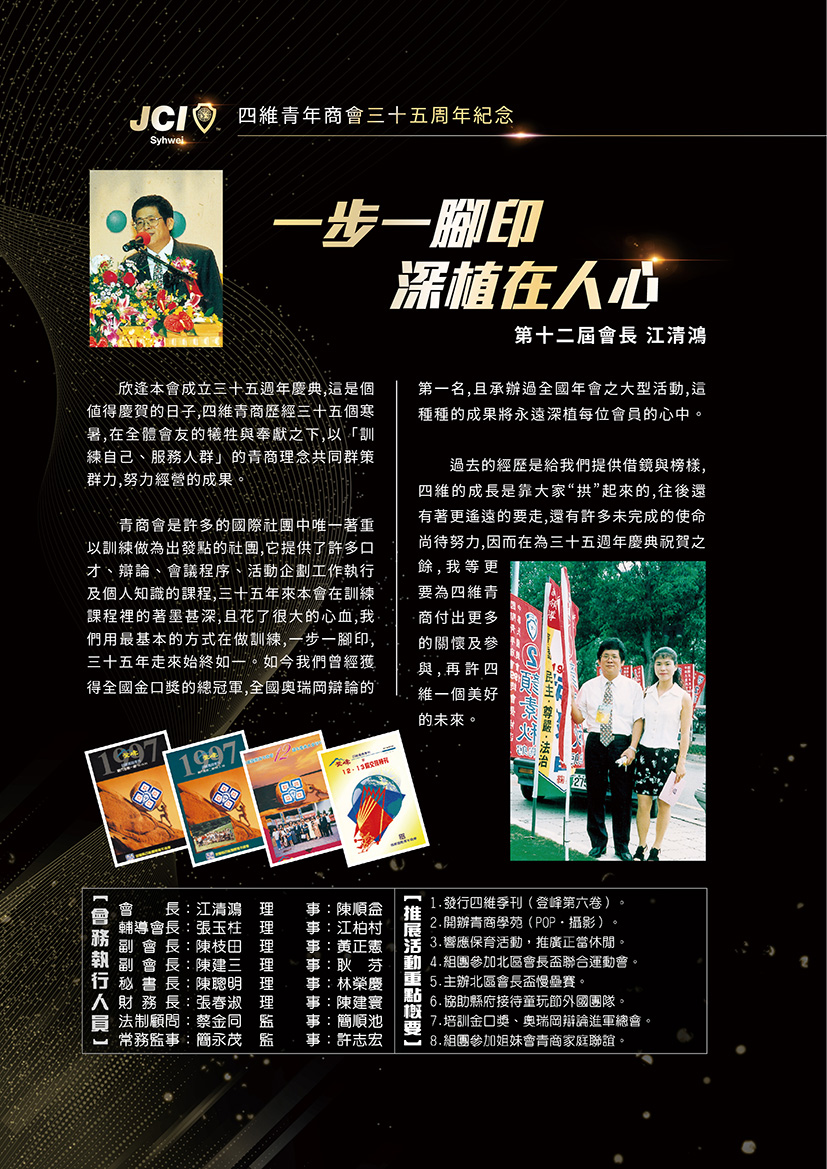 JCI
Syhwei
四維青年商會三十五周年紀念
一步一腳印
深植在人心
第十二屆會長 江清鴻
欣逢本會成立三十五週年慶典,這是個
值得慶賀的日子,四維青商歷經三十五個寒
暑,在全體會友的犧牲與奉獻之下,以「訓
練自己、服務人群」的青商理念共同群策
群力,努力經營的成果。
青商會是許多的國際社團中唯一著重
以訓練做為出發點的社團,它提供了許多口
才、辯論、會議程序、活動企劃工作執行
及個人知識的課程,三十五年來本會在訓練
課程裡的著墨甚深,且花了很大的心血,我
們用最基本的方式在做訓練,一步一腳印,
三十五年走來始終如一。如今我們曾經獲
得全國金口獎的總冠軍,全國奧瑞岡辯論的
第一名,且承辦過全國年會之大型活動,這
種種的成果將永遠深植每位會員的心中。
過去的經歷是給我們提供借鏡與榜樣,
四維的成長是靠大家“拱”起來的,往後還
有著更遙遠的要走,還有許多未完成的使命
尚待努力,因而在為三十五週年慶典祝賀之
餘,我等更
要為四維青
商付出更多
的關懷及參
與,再許四
維一個美好
的未來。
1997
1997
12
12·13屆交接特刊
民主·尊嚴·法治
顏素秋
【會務執行人員】
會長：江清鴻 理事：陳順益
輔導會長：張玉柱 理事：江柏村
副會長：陳枝田 理事：黃正憲
副會長：陳建三 理事：耿芬
秘書長：陳聰明 理事：林榮慶
財務長：張春淑 理事：陳建寰
法制顧問：蔡金同 監事：簡順池
常務監事：簡永茂 監事：許志宏
【推展活動重點概要】
1.發行四維季刊（登峰第六卷）。
2.開辦青商學苑（POP·攝影）。
3.響應保育活動，推廣正當休閒。
4.組團參加北區會長盃聯合運動會。
5.主辦北區會長盃慢壘賽。
6.協助縣府接待童玩節外國團隊。
7.培訓金口獎、奧瑞岡辯論進軍總會。
8.組團參加姐妹會青商家庭聯誼。